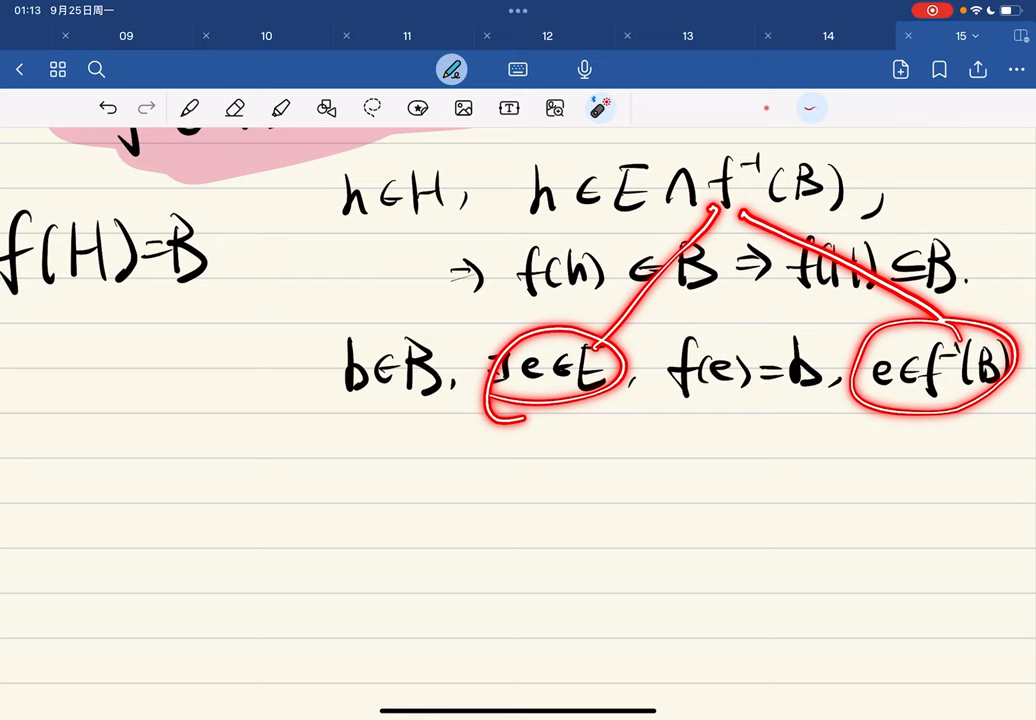 01:13 9月25日周一
09 10 11 12 13 14 15
h∈H, h∈E∩f⁻¹(B),
f(H)=B
⇒ f(h)∈B ⇒ f(H)⊆B.
b∈B, ∃e∈E, f(e)=b, e∈f⁻¹(B)